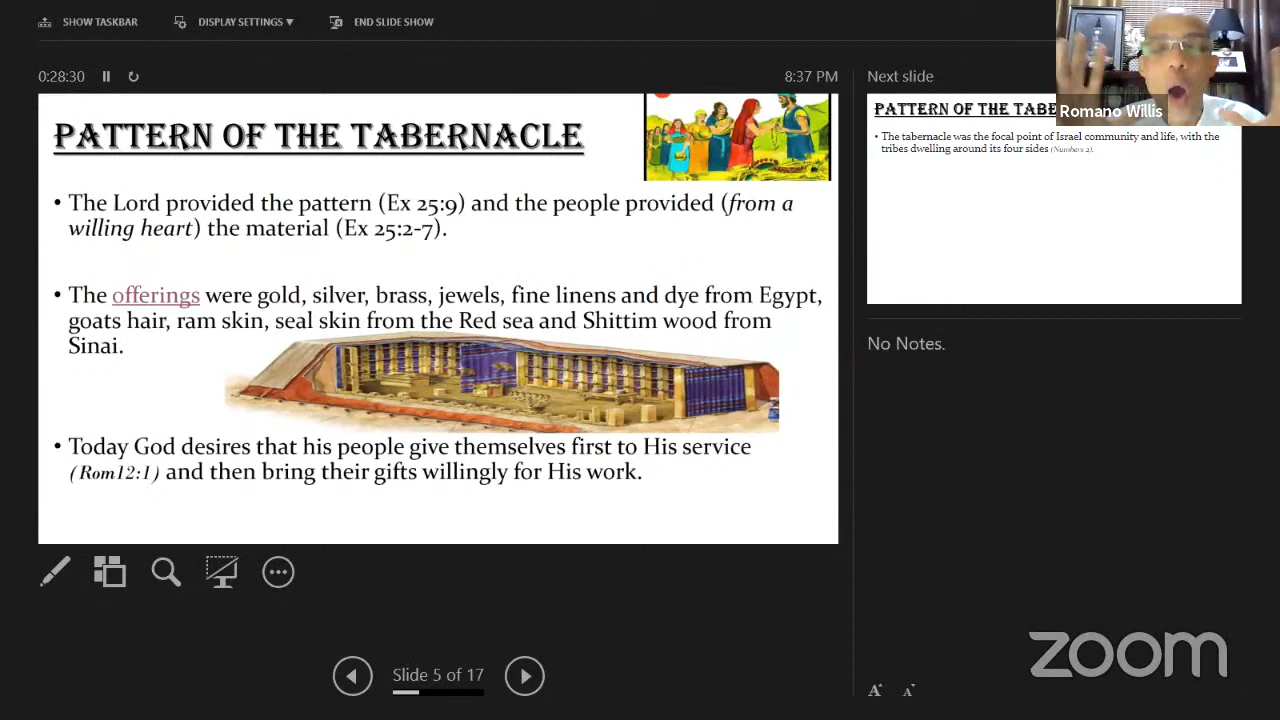 SHOW TASKBAR
DISPLAY SETTINGS ▼
END SLIDE SHOW
0:28:30
8:37 PM
PATTERN OF THE TABERNACLE
• The Lord provided the pattern (Ex 25:9) and the people provided (from a
willing heart) the material (Ex 25:2-7).
• The offerings were gold, silver, brass, jewels, fine linens and dye from Egypt,
goats hair, ram skin, seal skin from the Red sea and Shittim wood from
Sinai.
• Today God desires that his people give themselves first to His service
(Rom12:1) and then bring their gifts willingly for His work.
Slide 5 of 17
Next slide
PATTERN OF THE TABE
Romano Willis
• The tabernacle was the focal point of Israel community and life, with the
tribes dwelling around its four sides (Numbers 2).
No Notes.
zoom
A A